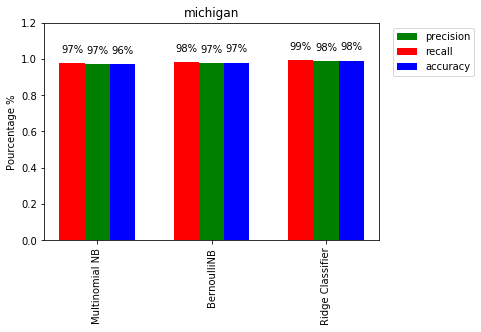 michigan
1.2
1.0
0.8
0.6
0.4
0.2
0.0
Pourcentage %
97% 97% 96%
98% 97% 97%
99% 98% 98%
Multinomial NB
BernoulliNB
Ridge Classifier
precision
recall
accuracy